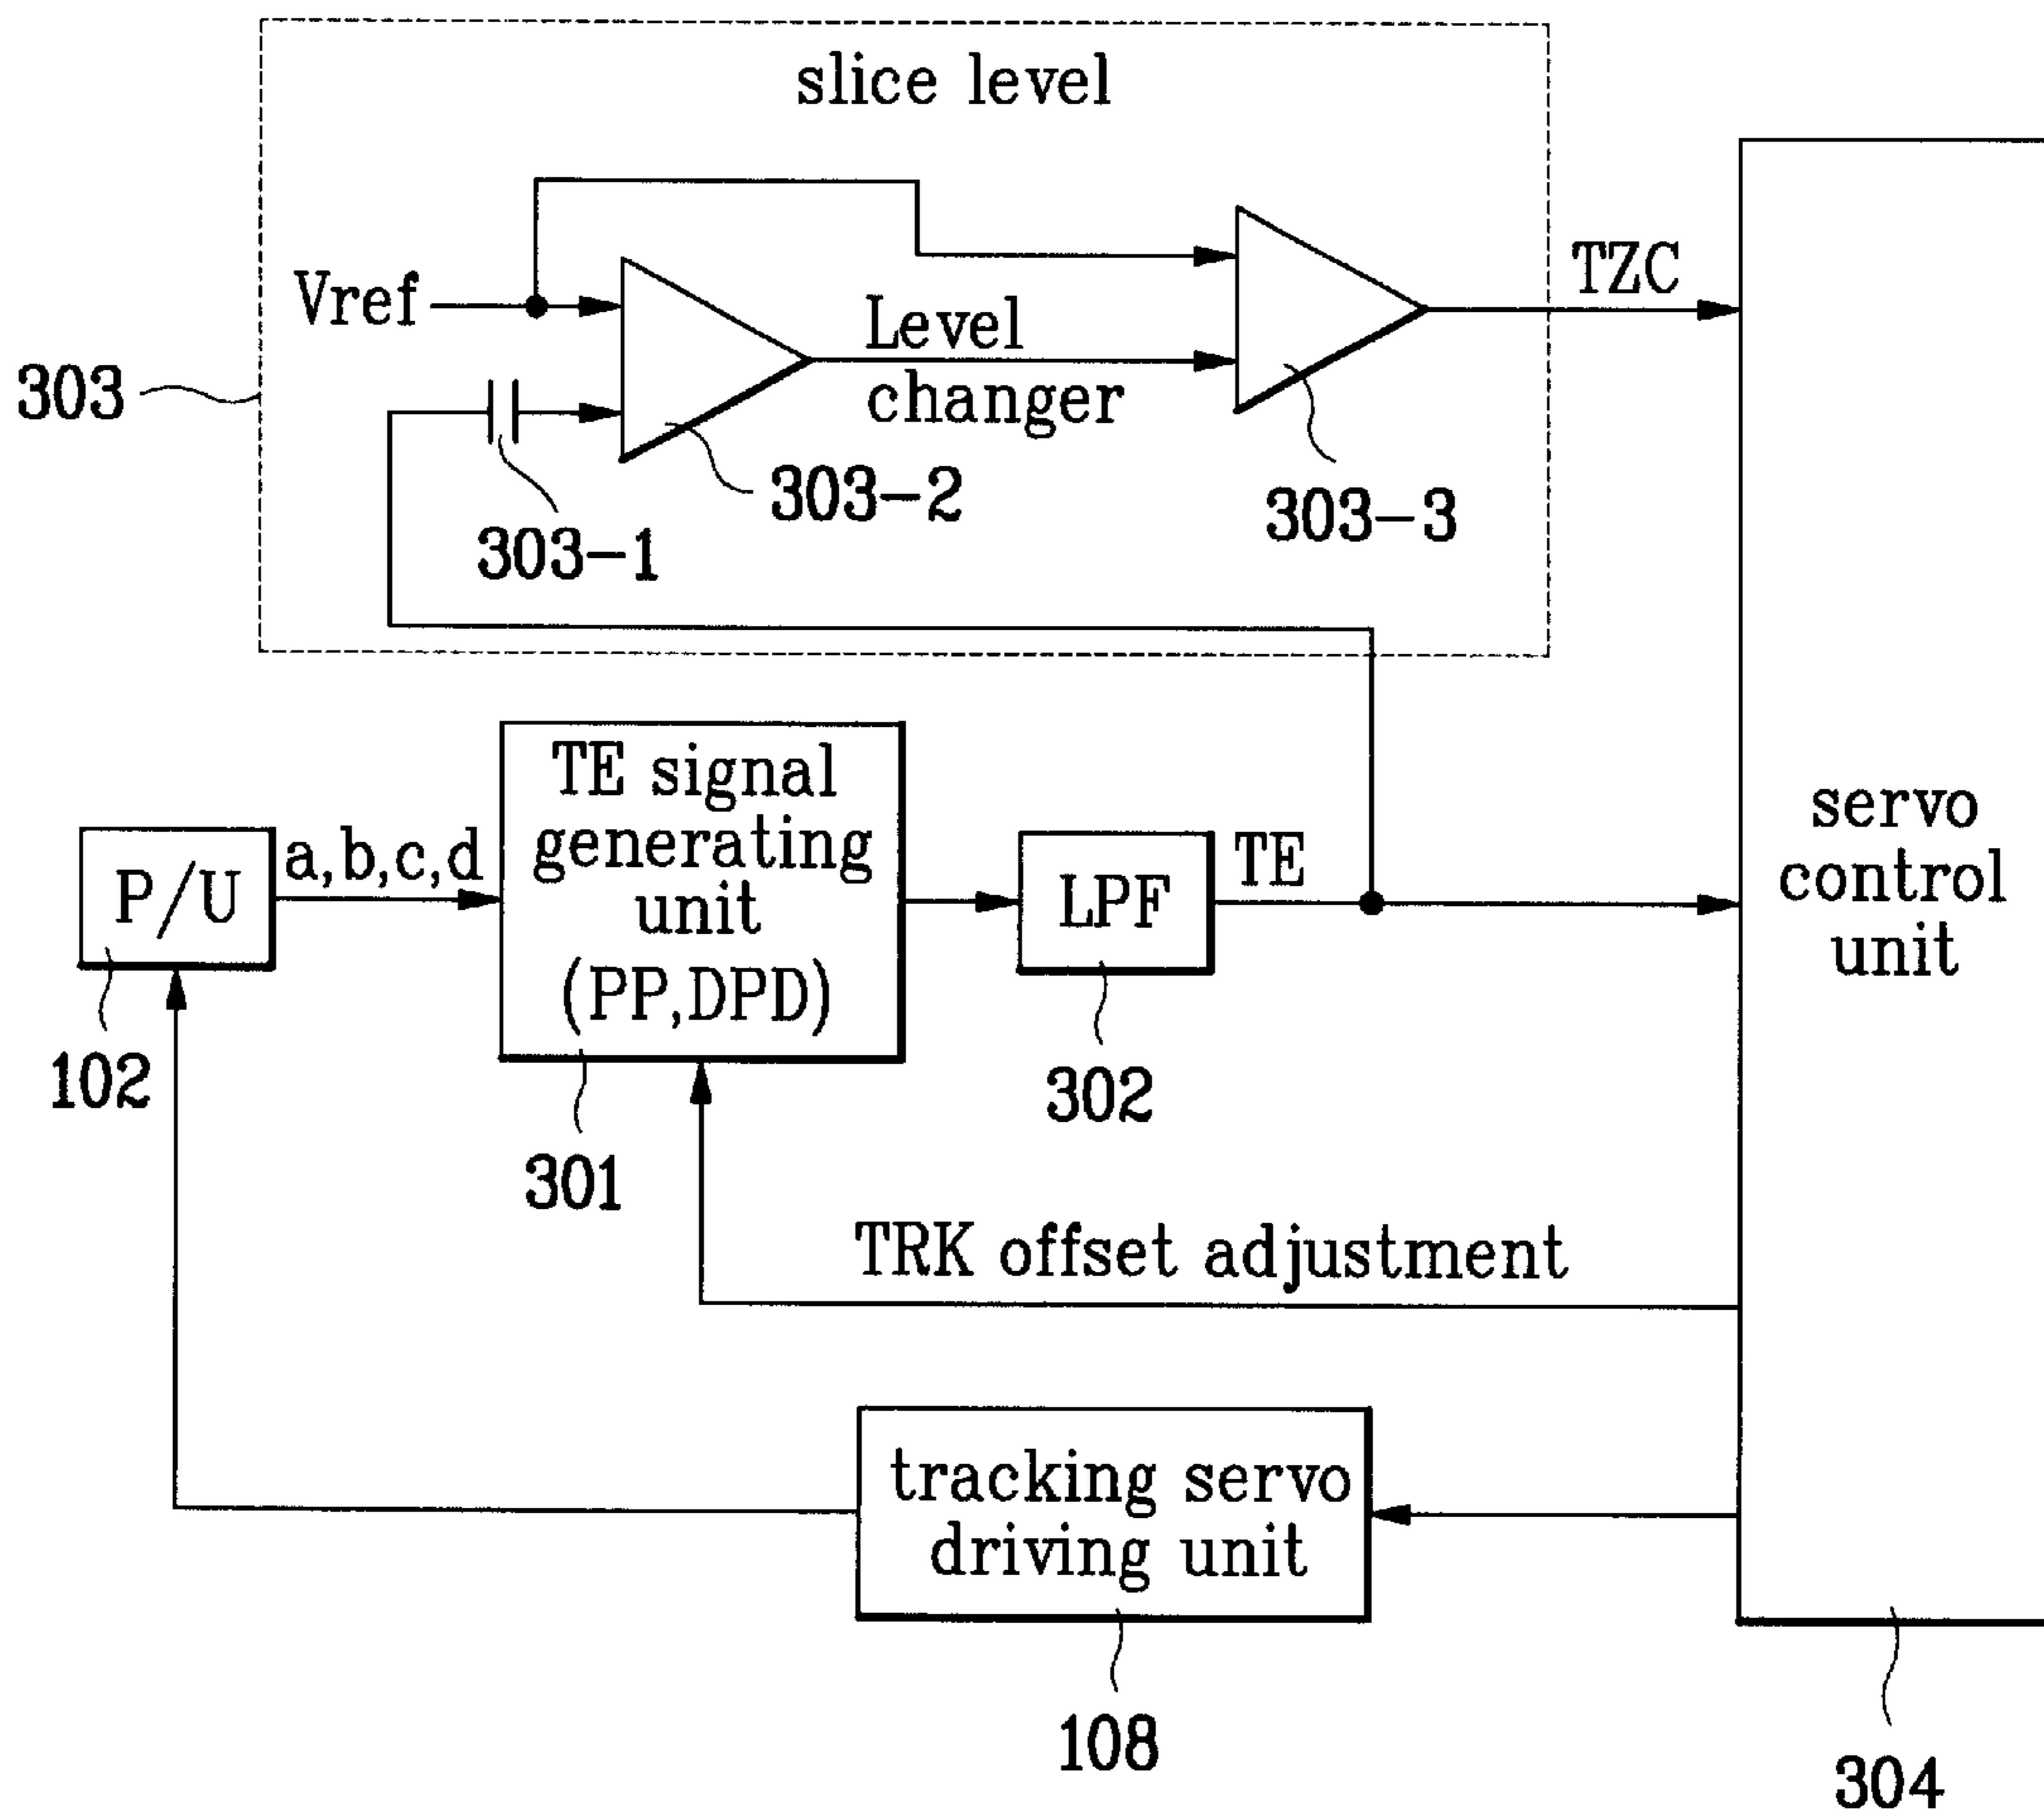 slice level
Vref
TZC
Level
changer
303
303-2
303-3
303-1
TE signal
generating
unit
(PP,DPD)
P/U
a,b,c,d
LPF
TE
servo
control
unit
102
302
301
TRK offset adjustment
tracking servo
driving unit
108
304